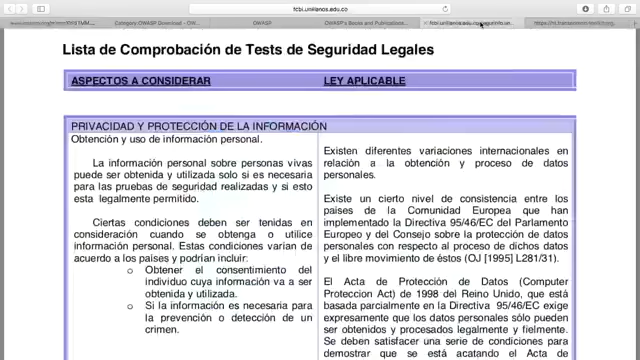 fcbi.unillanos.edu.co
Category:OWASP Download - OW...
OWASP
OWASP's Books and Publications...
Lista de Comprobación de Tests de Seguridad Legales
ASPECTOS A CONSIDERAR LEY APLICABLE
PRIVACIDAD Y PROTECCIÓN DE LA INFORMACIÓN
Obtención y uso de información personal.
La información personal sobre personas vivas
puede ser obtenida y utilizada solo si es necesaria
para las pruebas de seguridad realizadas y si esto
esta legalmente permitido.
Ciertas condiciones deben ser tenidas en
consideración cuando se obtenga o utilice
información personal. Estas condiciones varían de
acuerdo a los países y podrían incluir:
o Obtener el consentimiento del
individuo cuya información va a ser
obtenida y utilizada.
o Si la información es necesaria para
la prevención o detección de un
crimen.
Existen diferentes variaciones internacionales en
relación a la obtención y proceso de datos
personales.
Existe un cierto nivel de consistencia entre los
países de la Comunidad Europea que han
implementado la Directiva 95/46/EC del Parlamento
Europeo y del Consejo sobre la protección de datos
personales con respecto al proceso de dichos datos
y el libre movimiento de éstos (OJ [1995] L281/31).
El Acta de Protección de Datos (Computer
Proteccion Act) de 1998 del Reino Unido, que está
basada parcialmente en la Directiva 95/46/EC exige
expresamente que los datos personales sólo pueden
ser obtenidos y procesados legalmente y fielmente.
Se deben satisfacer una serie de condiciones para
demostrar que se está acatando el Acta de